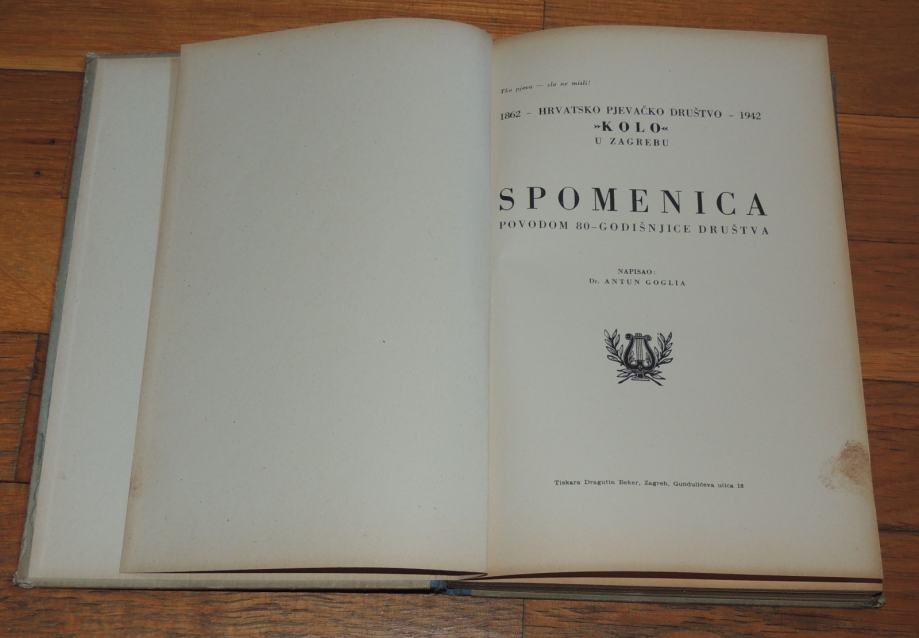 Tko pjeva — zlo ne misli!
1862 – HRVATSKO PJEVAČKO DRUŠTVO – 1942
»KOLO«
U ZAGREBU
SPOMENICA
POVODOM 80-GODIŠNJICE DRUŠTVA
NAPISAO:
Dr. ANTUN GOGLIA
Tiskara Dragutin Beker, Zagreb, Gundulićeva ulica 18